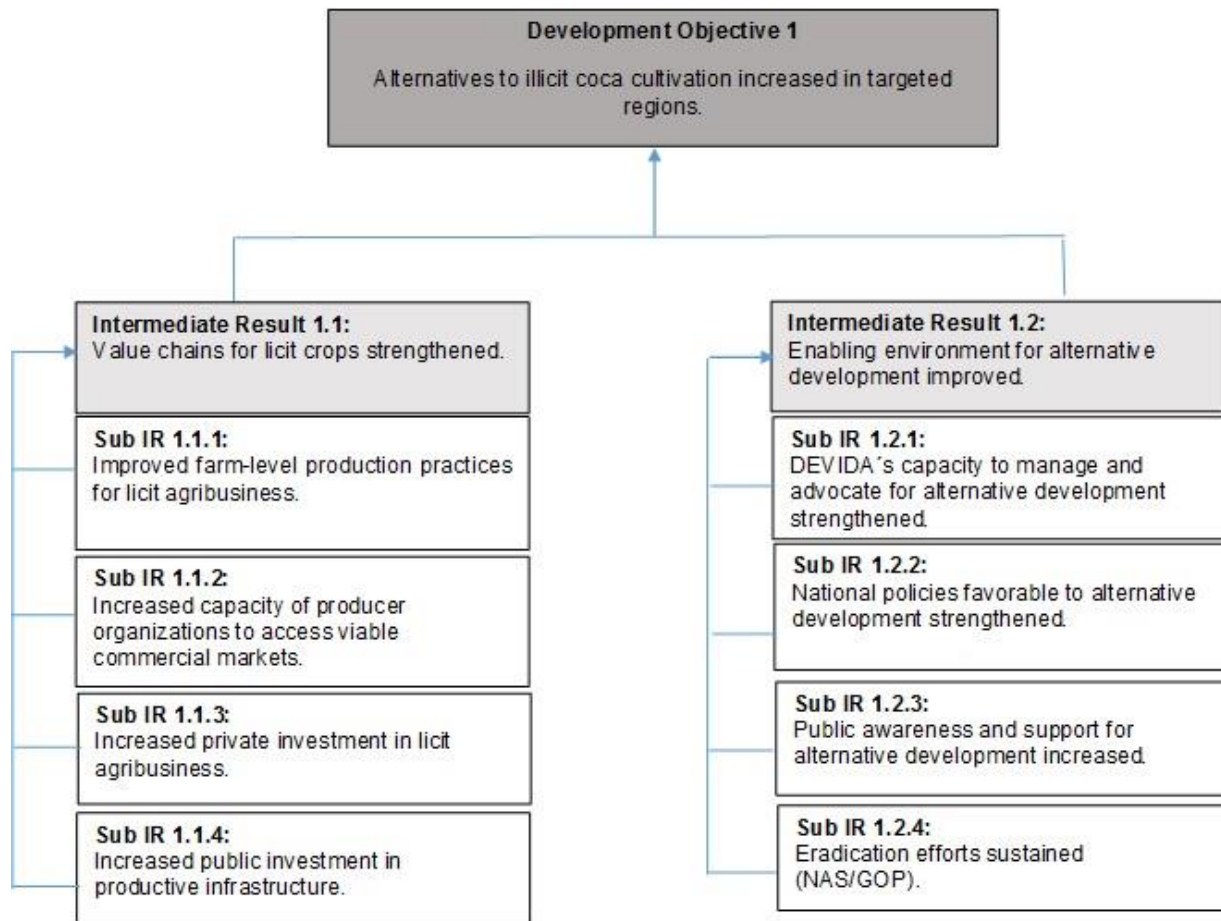 Development Objective 1
Alternatives to illicit coca cultivation increased in targeted
regions.
Intermediate Result 1.1:
Value chains for licit crops strengthened.
Sub IR 1.1.1:
Improved farm-level production practices
for licit agribusiness.
Sub IR 1.1.2:
Increased capacity of producer
organizations to access viable
commercial markets.
Sub IR 1.1.3:
Increased private investment in licit
agribusiness.
Sub IR 1.1.4:
Increased public investment in
productive infrastructure.
Intermediate Result 1.2:
Enabling environment for alternative
development improved.
Sub IR 1.2.1:
DEVIDA´s capacity to manage and
advocate for alternative development
strengthened.
Sub IR 1.2.2:
National policies favorable to alternative
development strengthened.
Sub IR 1.2.3:
Public awareness and support for
alternative development increased.
Sub IR 1.2.4:
Eradication efforts sustained
(NAS/GOP).